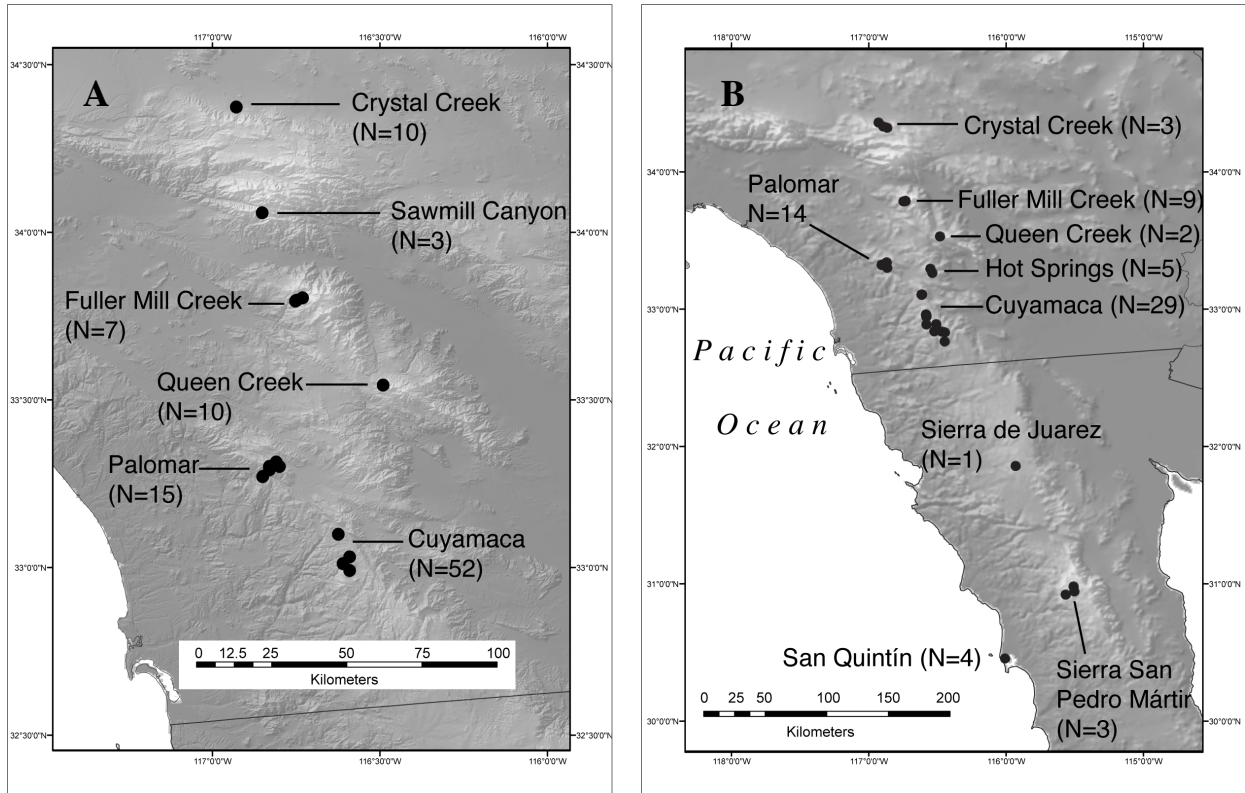 117°0'0"W 116°30'0"W 116°0'0"W
34°30'0"N 34°30'0"N
A
Crystal Creek
(N=10)
Sawmill Canyon
(N=3)
34°0'0"N 34°0'0"N
Fuller Mill Creek
(N=7)
Queen Creek
(N=10)
33°30'0"N 33°30'0"N
Palomar
(N=15)
Cuyamaca
(N=52)
33°0'0"N 33°0'0"N
0 12.5 25 50 75 100
Kilometers
32°30'0"N 32°30'0"N
117°0'0"W 116°30'0"W 116°0'0"W
118°0'0"W 117°0'0"W 116°0'0"W 115°0'0"W
B
Crystal Creek (N=3)
34°0'0"N 34°0'0"N
Palomar
N=14
Fuller Mill Creek (N=9)
Queen Creek (N=2)
Hot Springs (N=5)
33°0'0"N 33°0'0"N
Cuyamaca (N=29)
Pacific
Ocean
32°0'0"N 32°0'0"N
Sierra de Juarez
(N=1)
31°0'0"N 31°0'0"N
San Quintín (N=4)
Sierra San
Pedro Mártir
(N=3)
0 25 50 100 150 200
Kilometers
30°0'0"N 30°0'0"N
118°0'0"W 117°0'0"W 116°0'0"W 115°0'0"W